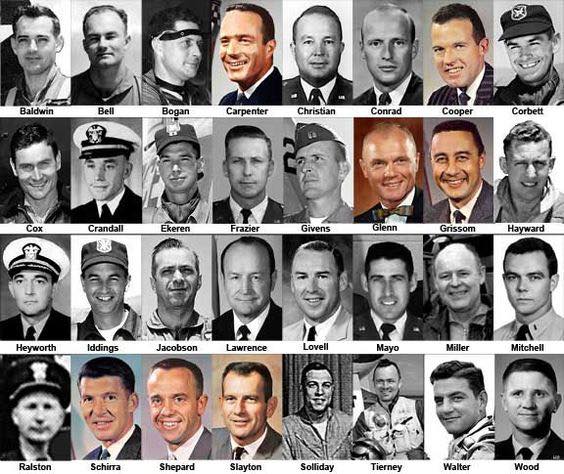 Baldwin Bell Bogan Carpenter Christian Conrad Cooper Corbett
Cox Crandall Ekeren Frazier Givens Glenn Grissom Hayward
Heyworth Iddings Jacobson Lawrence Lovell Mayo Miller Mitchell
Ralston Schirra Shepard Slayton Solliday Tierney Walter Wood